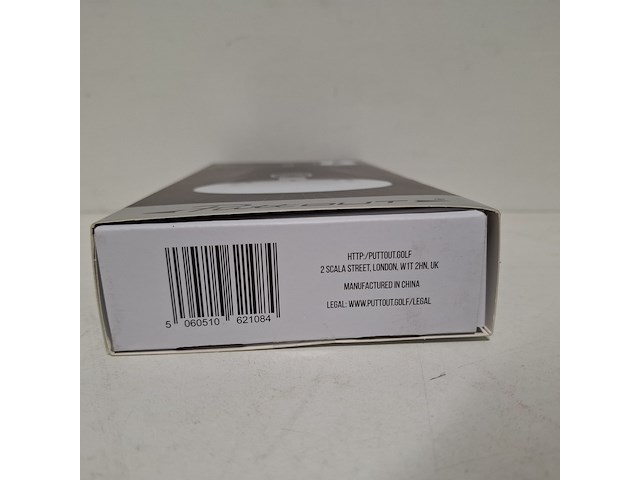 HTTP:/PUTTOUT.GOLF
2 SCALA STREET, LONDON, W1T 2HN, UK
MANUFACTURED IN CHINA
LEGAL: WWW.PUTTOUT.GOLF/LEGAL
5 060510 621084